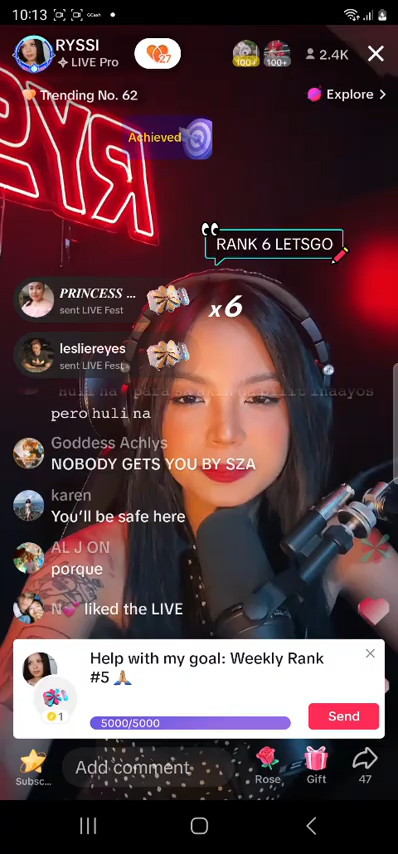 10:13
GCash
RYSSI
LIVE Pro
27
100+
100+
2.4K
Trending No. 62
Explore
Achieved
RYS
RANK 6 LETSGO
PRINCESS ...
sent LIVE Fest
x6
leslierreyes
sent LIVE Fest
pero huli na
Goddess Achlys
NOBODY GETS YOU BY SZA
karen
You'll be safe here
AL J ON
porque
N💕 liked the LIVE
Help with my goal: Weekly Rank
#5 🙏
1
5000/5000
Send
Subsc...
Add comment
Rose
Gift
47